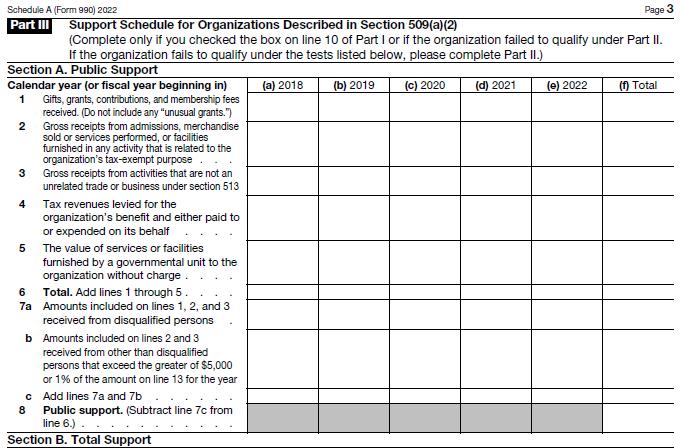 Schedule A (Form 990) 2022 Page 3
Part III Support Schedule for Organizations Described in Section 509(a)(2)
(Complete only if you checked the box on line 10 of Part I or if the organization failed to qualify under Part II.
If the organization fails to qualify under the tests listed below, please complete Part II.)
Section A. Public Support
Calendar year (or fiscal year beginning in) (a) 2018 (b) 2019 (c) 2020 (d) 2021 (e) 2022 (f) Total
1 Gifts, grants, contributions, and membership fees
received. (Do not include any “unusual grants.”)
2 Gross receipts from admissions, merchandise
sold or services performed, or facilities
furnished in any activity that is related to the
organization’s tax-exempt purpose . . .
3 Gross receipts from activities that are not an
unrelated trade or business under section 513
4 Tax revenues levied for the
organization’s benefit and either paid to
or expended on its behalf . . . .
5 The value of services or facilities
furnished by a governmental unit to the
organization without charge . . . .
6 Total. Add lines 1 through 5 . . . .
7a Amounts included on lines 1, 2, and 3
received from disqualified persons .
b Amounts included on lines 2 and 3
received from other than disqualified
persons that exceed the greater of $5,000
or 1% of the amount on line 13 for the year
c Add lines 7a and 7b . . . . . .
8 Public support. (Subtract line 7c from
line 6.) . . . . . . . . . . .
Section B. Total Support